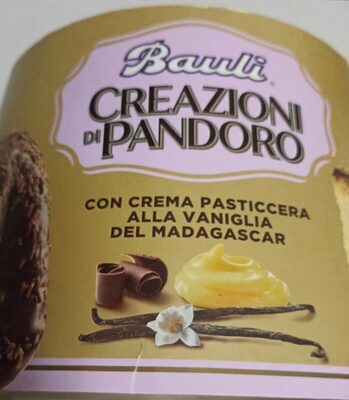 Bauli
CREAZIONI
DI PANDORO
CON CREMA PASTICCERA
ALLA VANIGLIA
DEL MADAGASCAR